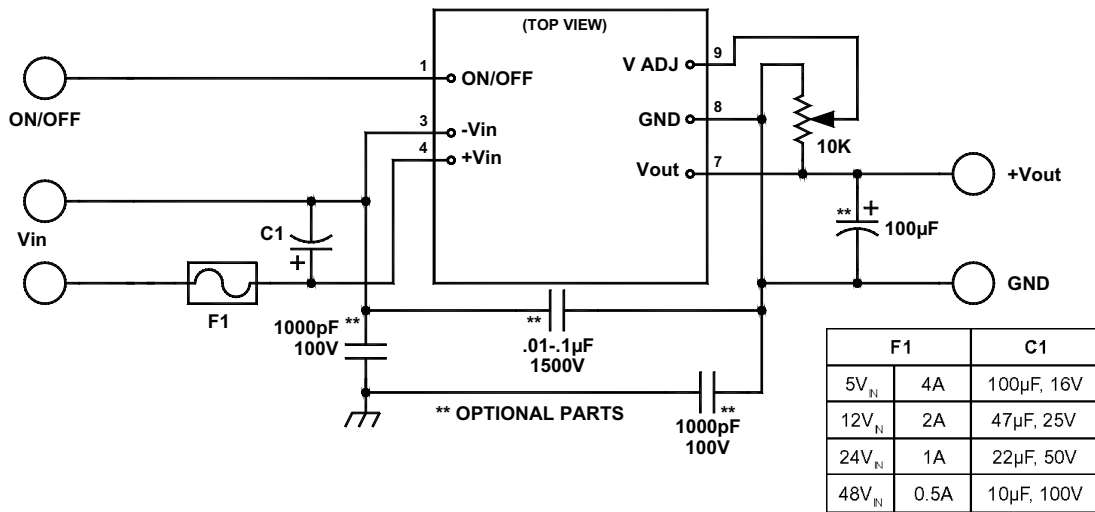 (TOP VIEW)
1
ON/OFF
ON/OFF
3
-Vin
4
+Vin
Vin
C1
+
F1
9
V ADJ
8
GND
10K
7
Vout
+Vout
** +
100µF
GND
1000pF **
100V
**
.01-.1µF
1500V
** OPTIONAL PARTS
**
1000pF
100V
F1 C1
5VIN 4A 100µF, 16V
12VIN 2A 47µF, 25V
24VIN 1A 22µF, 50V
48VIN 0.5A 10µF, 100V